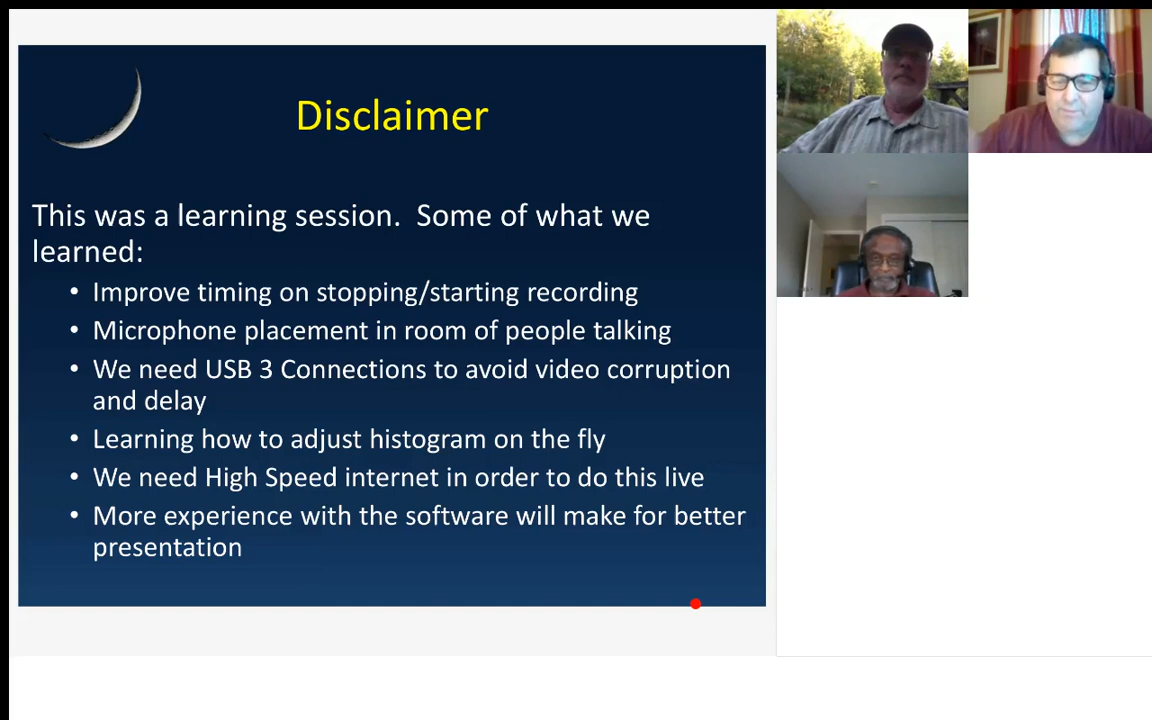 Disclaimer
This was a learning session.  Some of what we
learned:
• Improve timing on stopping/starting recording
• Microphone placement in room of people talking
• We need USB 3 Connections to avoid video corruption
and delay
• Learning how to adjust histogram on the fly
• We need High Speed internet in order to do this live
• More experience with the software will make for better
presentation